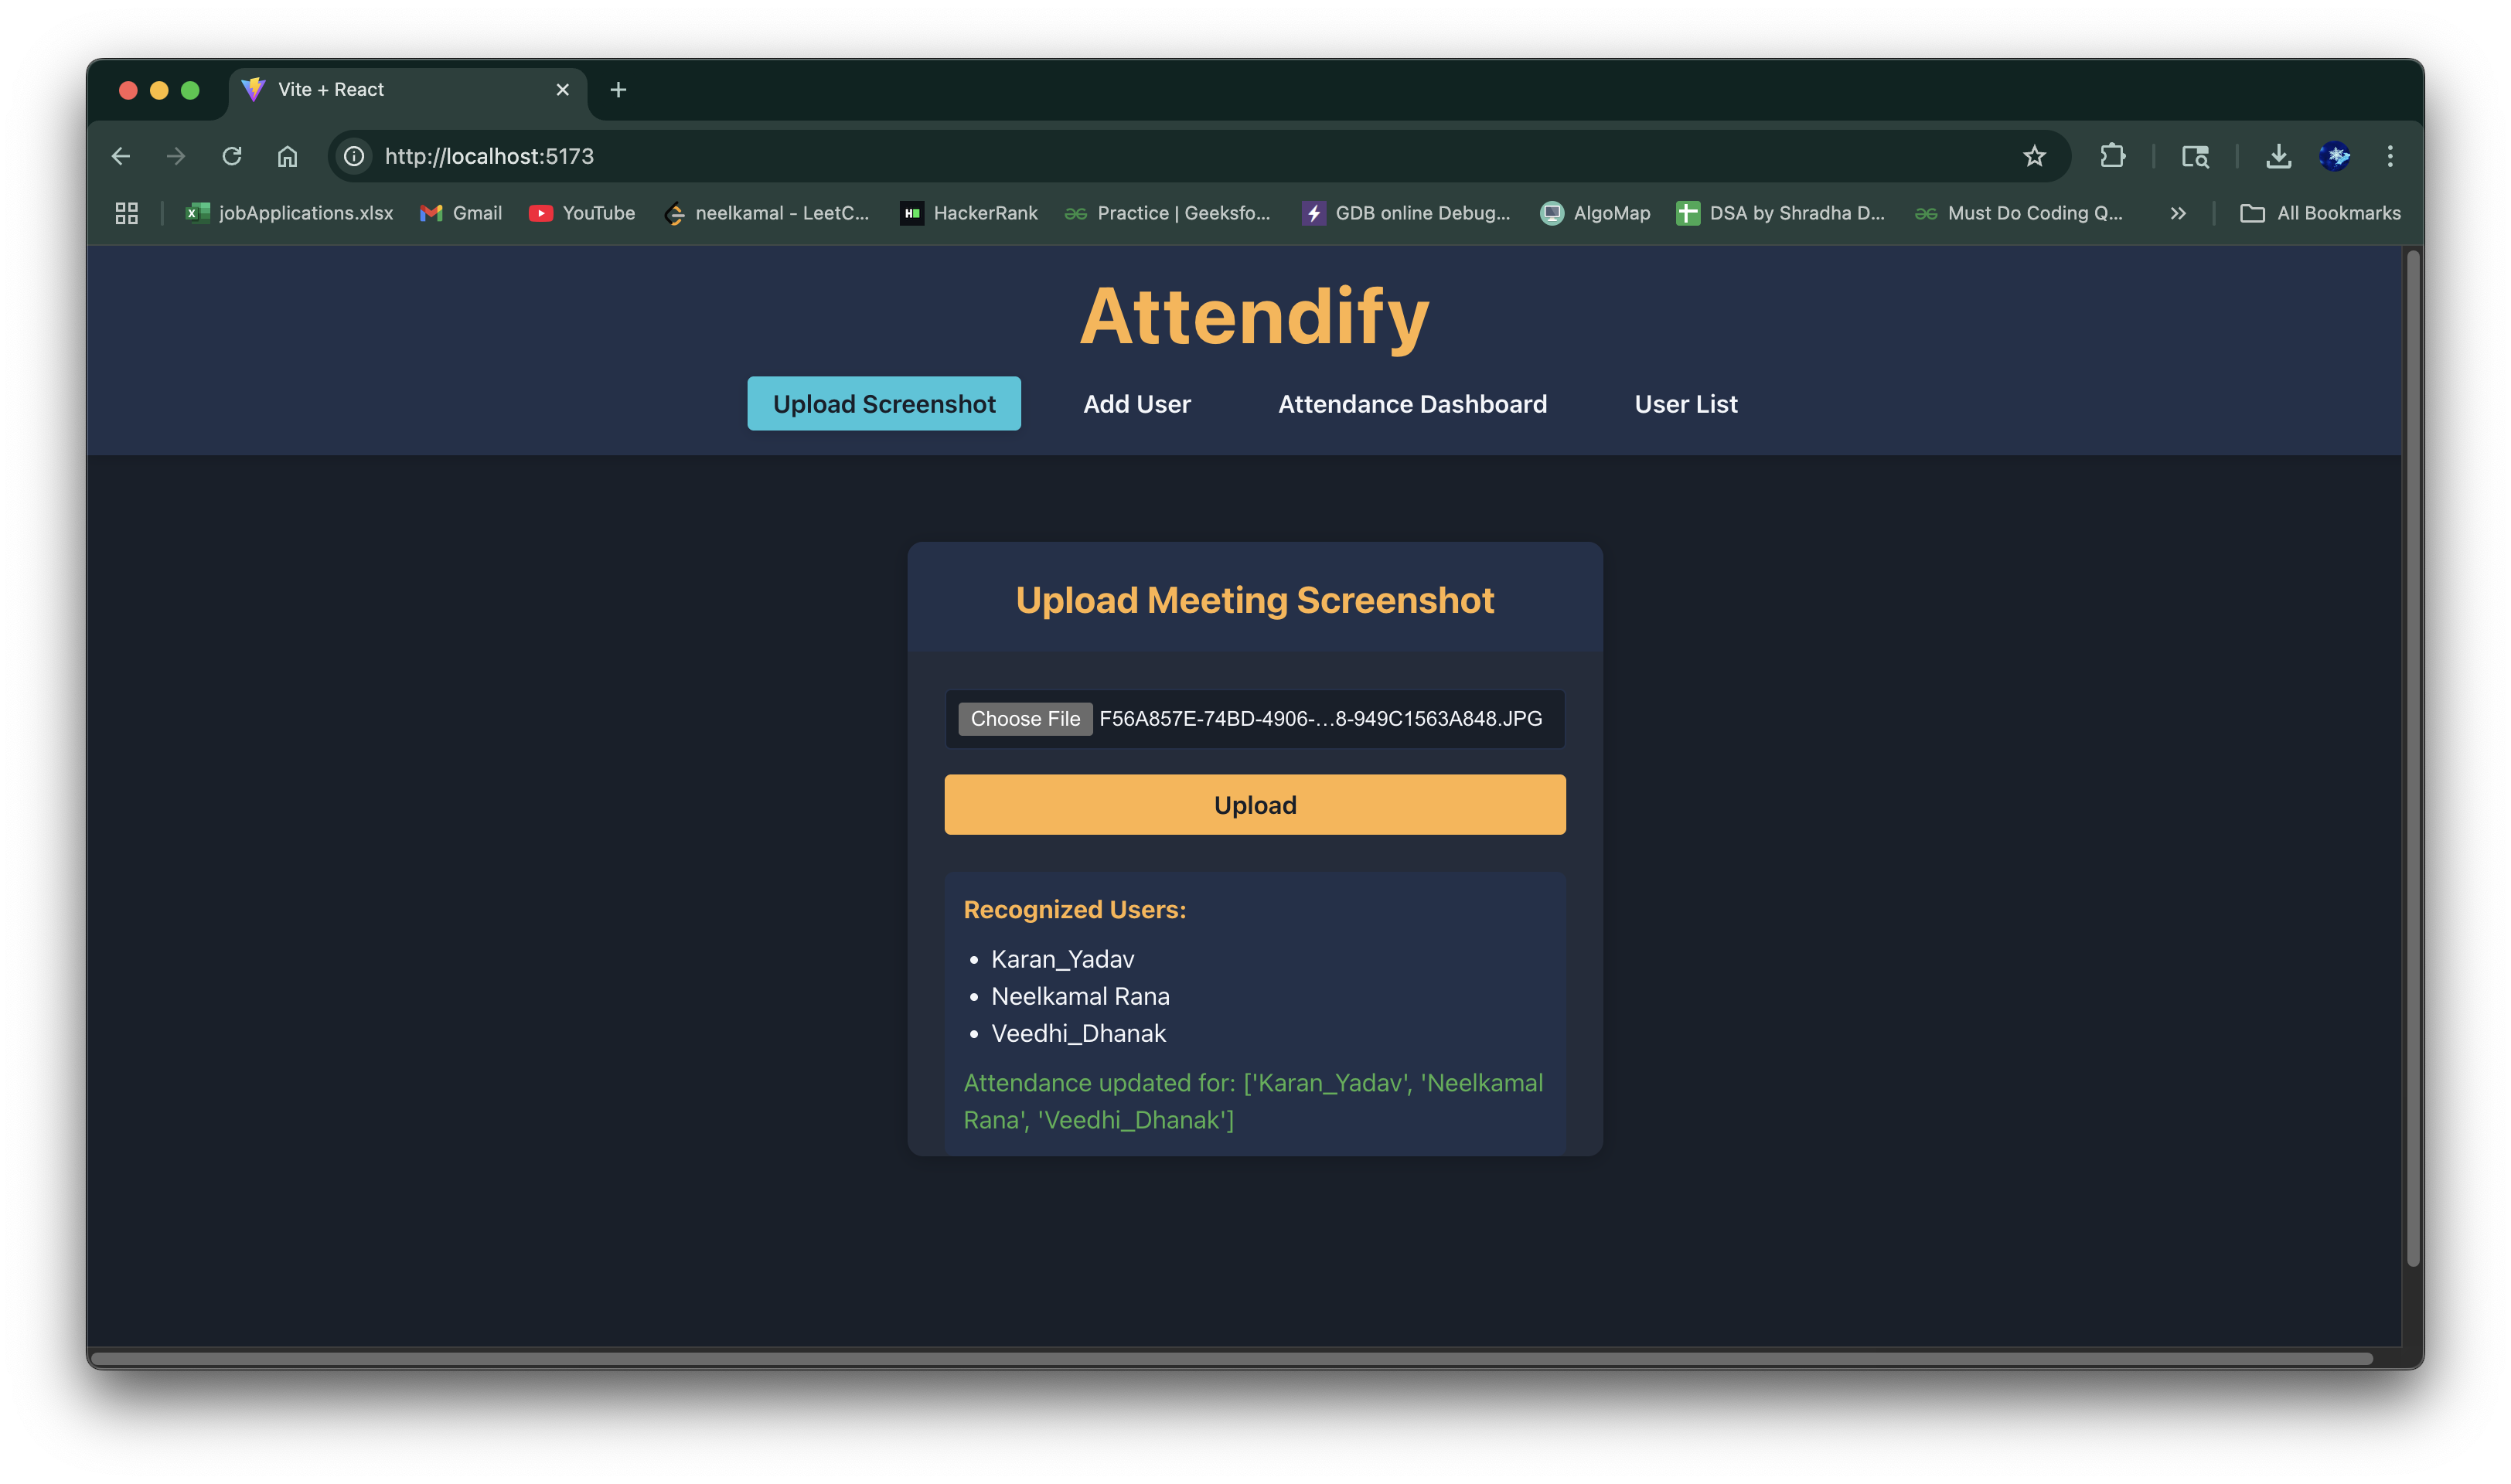 Vite + React
http://localhost:5173
jobApplications.xlsx Gmail YouTube neelkamal - LeetC... HackerRank Practice | Geeksfo... GDB online Debug... AlgoMap DSA by Shradha D... Must Do Coding Q... All Bookmarks
Attendify
Upload Screenshot Add User Attendance Dashboard User List
Upload Meeting Screenshot
Choose File F56A857E-74BD-4906-...8-949C1563A848.JPG
Upload
Recognized Users:
• Karan_Yadav
• Neelkamal Rana
• Veedhi_Dhanak
Attendance updated for: ['Karan_Yadav', 'Neelkamal
Rana', 'Veedhi_Dhanak']